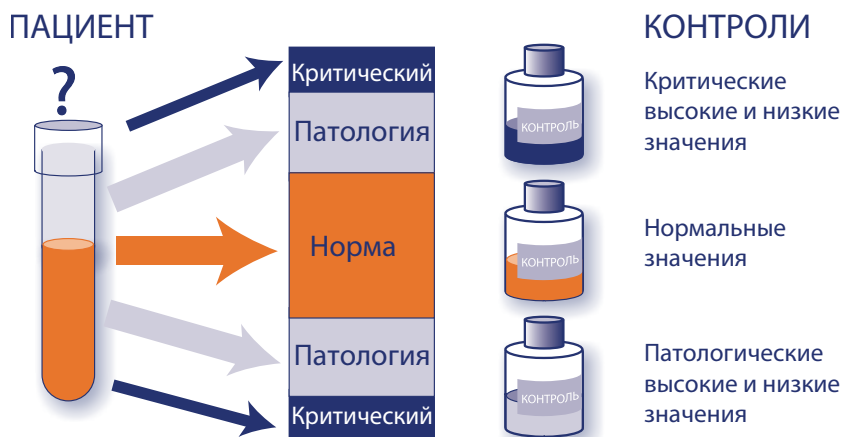 ПАЦИЕНТ
?
Критический
Патология
Норма
Патология
Критический
КОНТРОЛИ
КОНТРОЛЬ
Критические
высокие и низкие
значения
КОНТРОЛЬ
Нормальные
значения
КОНТРОЛЬ
Патологические
высокие и низкие
значения